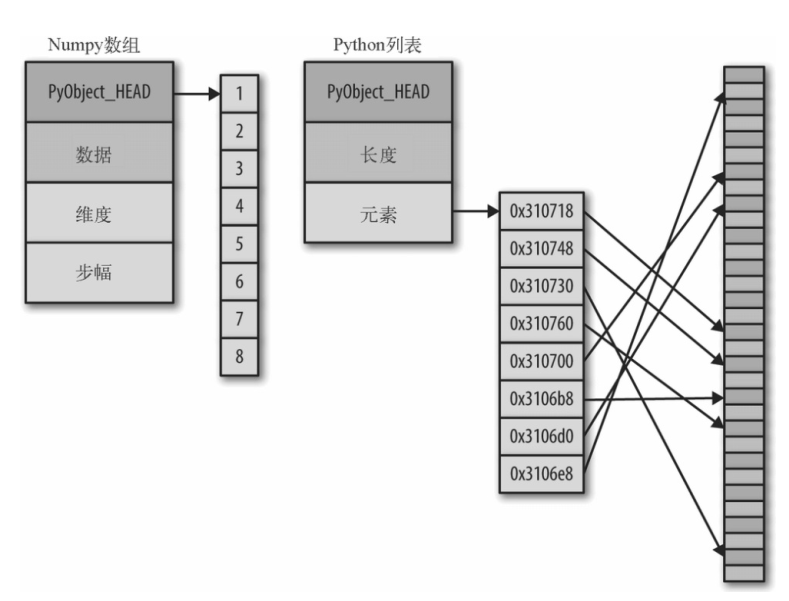 Numpy数组
PyObject_HEAD
数据
维度
步幅
1
2
3
4
5
6
7
8
Python列表
PyObject_HEAD
长度
元素
0x310718
0x310748
0x310730
0x310760
0x310700
0x3106b8
0x3106d0
0x3106e8